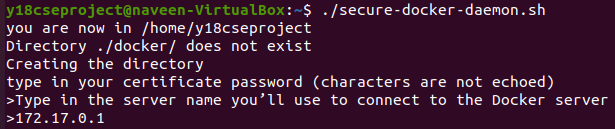 y18cseproject@naveen-VirtualBox:~$ ./secure-docker-daemon.sh
you are now in /home/y18cseproject
Directory ./docker/ does not exist
Creating the directory
type in your certificate password (characters are not echoed)
>Type in the server name you’ll use to connect to the Docker server
>172.17.0.1